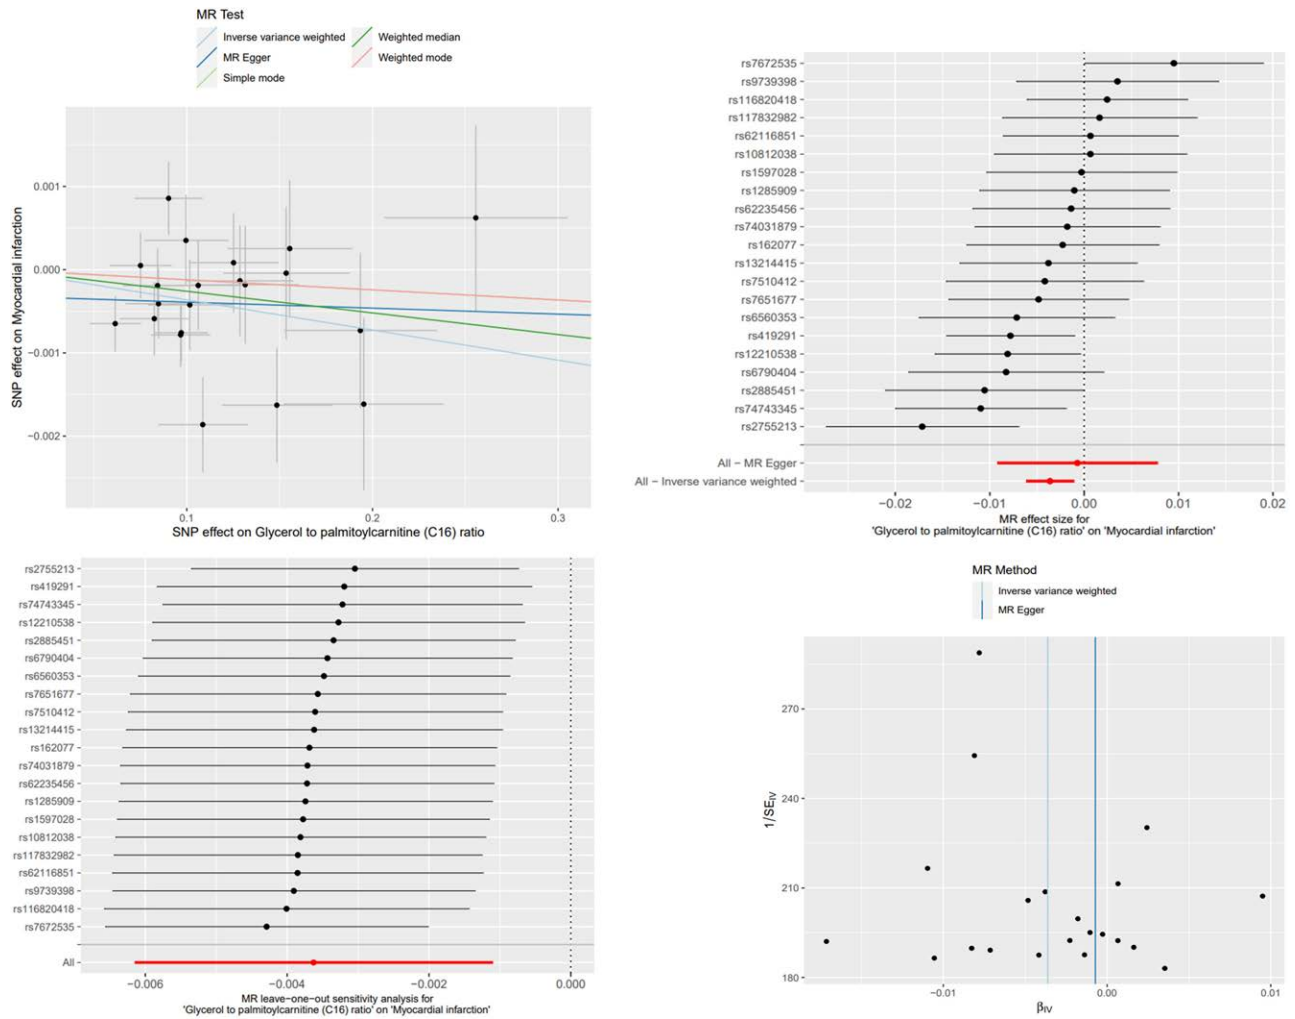 MR Test
Inverse variance weighted
Weighted median
MR Egger
Weighted mode
Simple mode
SNP effect on Myocardial infarction
0.001
0.000
−0.001
−0.002
0.1
0.2
0.3
SNP effect on Glycerol to palmitoylcarnitine (C16) ratio
rs7672535
rs9739398
rs116820418
rs117832982
rs62116851
rs10812038
rs1597028
rs1285909
rs62235456
rs74031879
rs162077
rs13214415
rs7510412
rs7651677
rs6560353
rs419291
rs12210538
rs6790404
rs2885451
rs74743345
rs2755213
All − MR Egger
All − Inverse variance weighted
−0.02
−0.01
0.00
0.01
0.02
MR effect size for
'Glycerol to palmitoylcarnitine (C16) ratio' on 'Myocardial infarction'
rs2755213
rs419291
rs74743345
rs12210538
rs2885451
rs6790404
rs6560353
rs7651677
rs7510412
rs13214415
rs162077
rs74031879
rs62235456
rs1285909
rs1597028
rs10812038
rs117832982
rs62116851
rs9739398
rs116820418
rs7672535
All
−0.006
−0.004
−0.002
0.000
MR leave−one−out sensitivity analysis for
'Glycerol to palmitoylcarnitine (C16) ratio' on 'Myocardial infarction'
MR Method
Inverse variance weighted
MR Egger
1/SE_IV
270
240
210
180
−0.01
0.00
0.01
β_IV